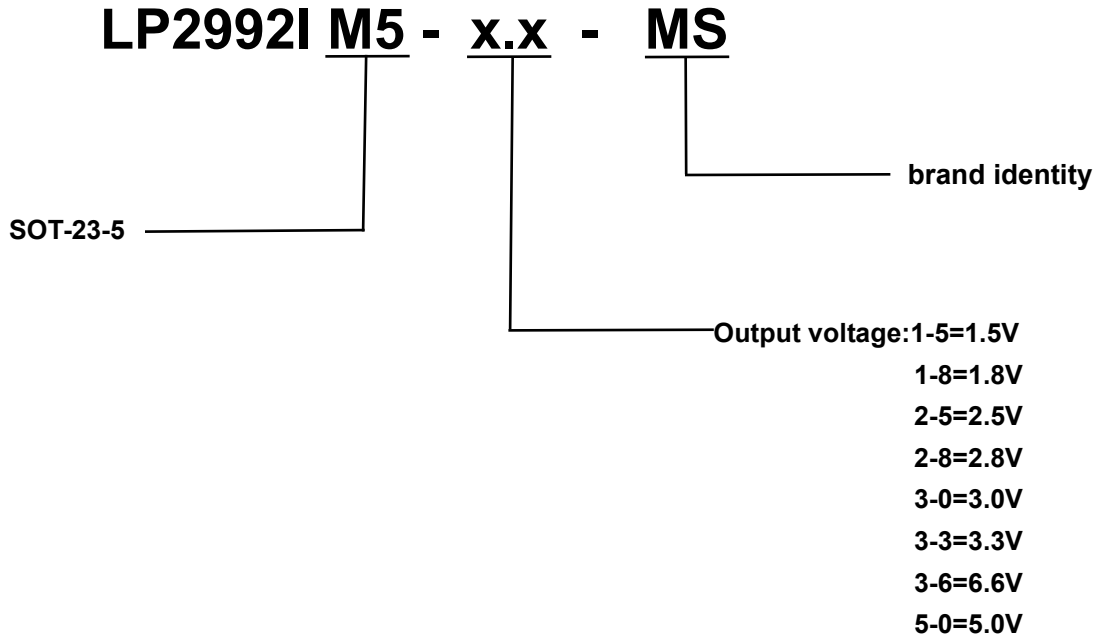 LP2992I M5 - x.x - MS
brand identity
SOT-23-5
Output voltage:1-5=1.5V
1-8=1.8V
2-5=2.5V
2-8=2.8V
3-0=3.0V
3-3=3.3V
3-6=6.6V
5-0=5.0V